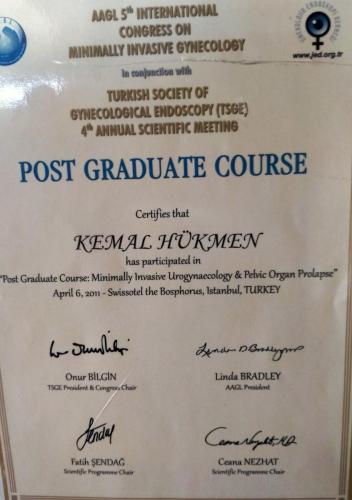 AAGL 5th INTERNATIONAL
CONGRESS ON
MINIMALLY INVASIVE GYNECOLOGY
In conjunction with
TURKISH SOCIETY OF
GYNECOLOGICAL ENDOSCOPY (TSGE)
4th ANNUAL SCIENTIFIC MEETING
www.jed.org.tr
POST GRADUATE COURSE
Certifies that
KEMAL HÜKMEN
has participated in
"Post Graduate Course: Minimally Invasive Urogynaecology & Pelvic Organ Prolapse"
April 6, 2011 - Swissotel the Bosphorus, Istanbul, TURKEY
Onur BİLGİN
TSGE President & Congress Chair
Linda BRADLEY
AAGL President
Fatih ŞENDAĞ
Scientific Programme Chair
Ceana NEZHAT
Scientific Programme Chair